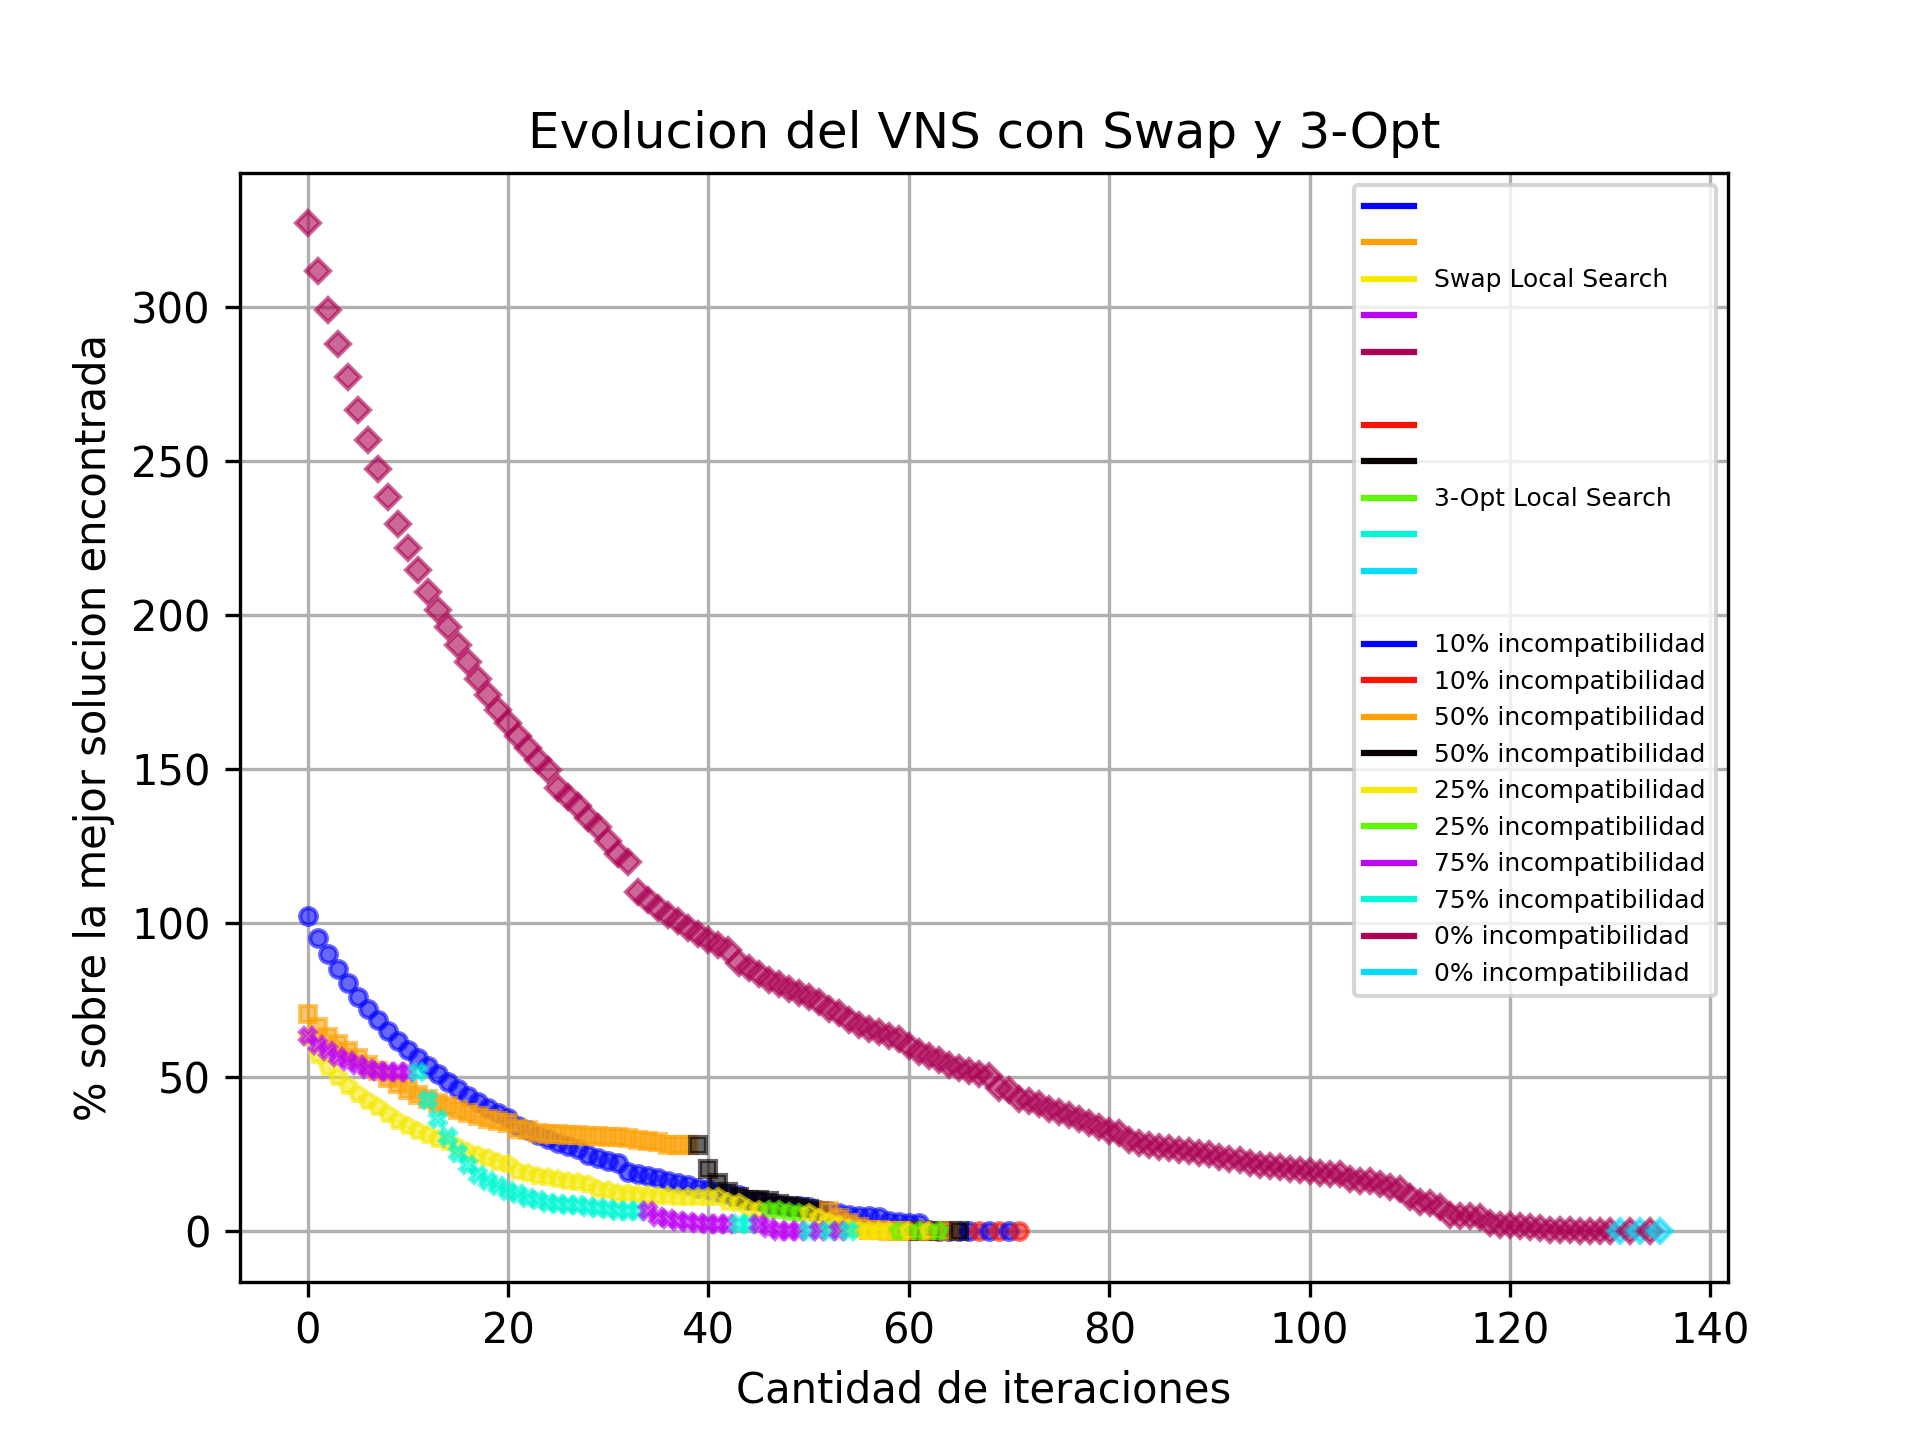 Evolucion del VNS con Swap y 3-Opt
% sobre la mejor solucion encontrada
300
250
200
150
100
50
0
0 20 40 60 80 100 120 140
Cantidad de iteraciones
Swap Local Search
3-Opt Local Search
10% incompatibilidad
10% incompatibilidad
50% incompatibilidad
50% incompatibilidad
25% incompatibilidad
25% incompatibilidad
75% incompatibilidad
75% incompatibilidad
0% incompatibilidad
0% incompatibilidad